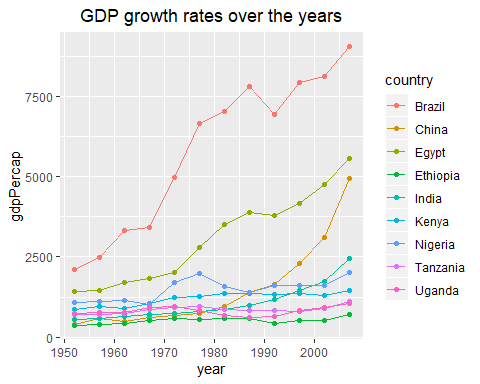 GDP growth rates over the years
gdpPercap
7500
5000
2500
0
1950
1960
1970
1980
1990
2000
year
country
Brazil
China
Egypt
Ethiopia
India
Kenya
Nigeria
Tanzania
Uganda